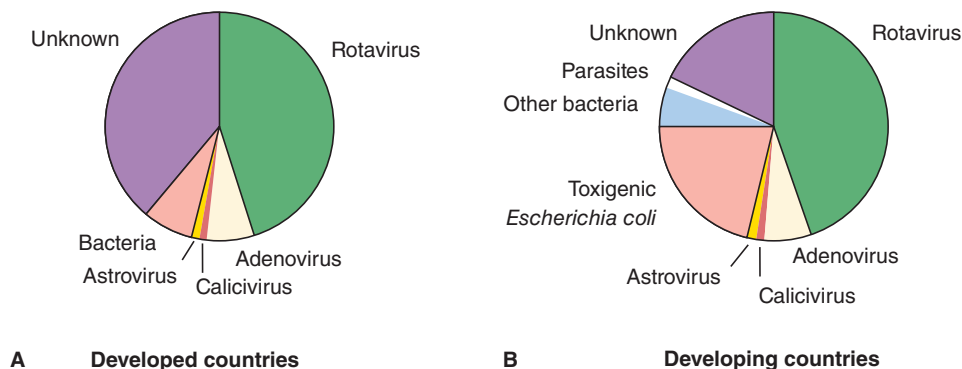 Unknown
Rotavirus
Bacteria
Astrovirus
Calicivirus
Adenovirus
A Developed countries
Unknown
Rotavirus
Parasites
Other bacteria
Toxigenic
Escherichia coli
Astrovirus
Calicivirus
Adenovirus
B Developing countries